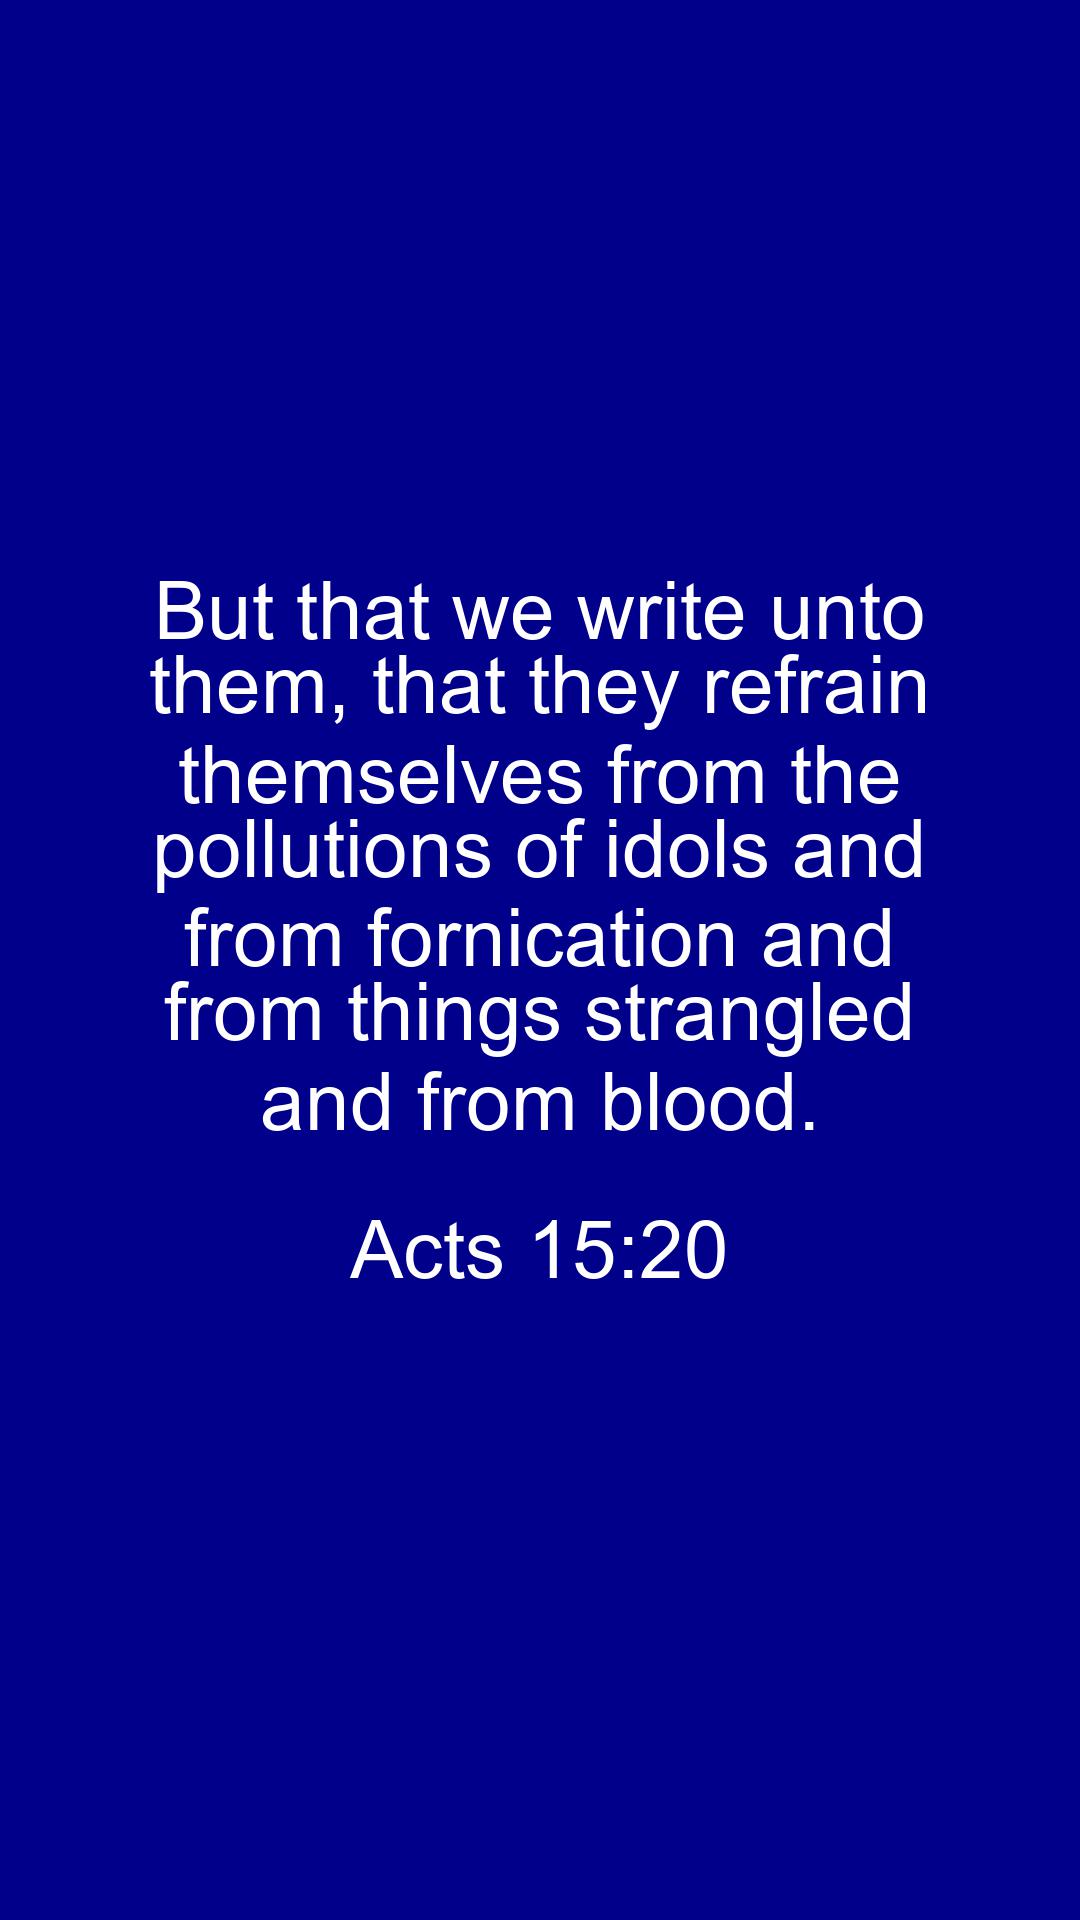 But that we write unto
them, that they refrain
themselves from the
pollutions of idols and
from fornication and
from things strangled
and from blood.
Acts 15:20